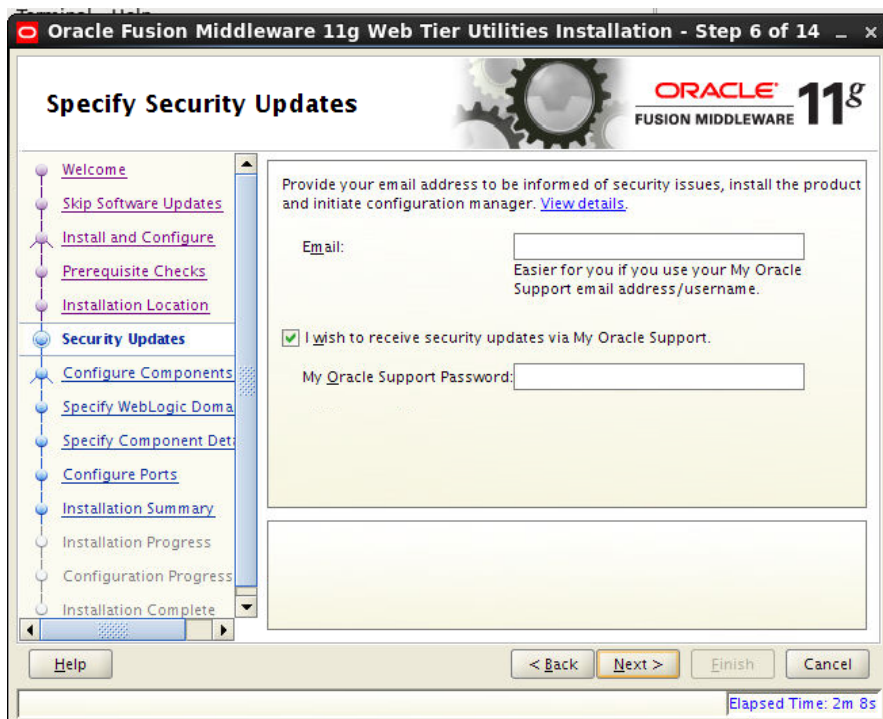 Oracle Fusion Middleware 11g Web Tier Utilities Installation - Step 6 of 14
Specify Security Updates
ORACLE
FUSION MIDDLEWARE 11g
Welcome
Skip Software Updates
Install and Configure
Prerequisite Checks
Installation Location
Security Updates
Configure Components
Specify WebLogic Doma
Specify Component Deta
Configure Ports
Installation Summary
Installation Progress
Configuration Progress
Installation Complete
Provide your email address to be informed of security issues, install the product
and initiate configuration manager. View details.
Email:
Easier for you if you use your My Oracle
Support email address/username.
I wish to receive security updates via My Oracle Support.
My Oracle Support Password:
Help
< Back
Next >
Finish
Cancel
Elapsed Time: 2m 8s